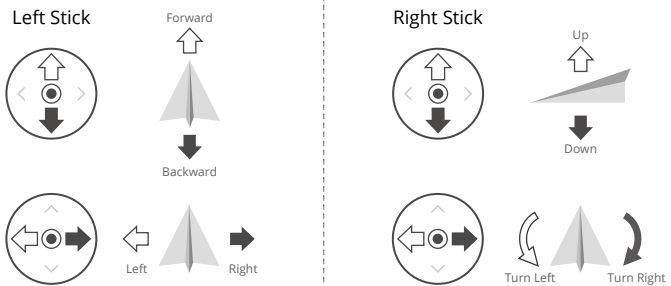 Left Stick
Forward
Backward
Left
Right
Right Stick
Up
Down
Turn Left
Turn Right